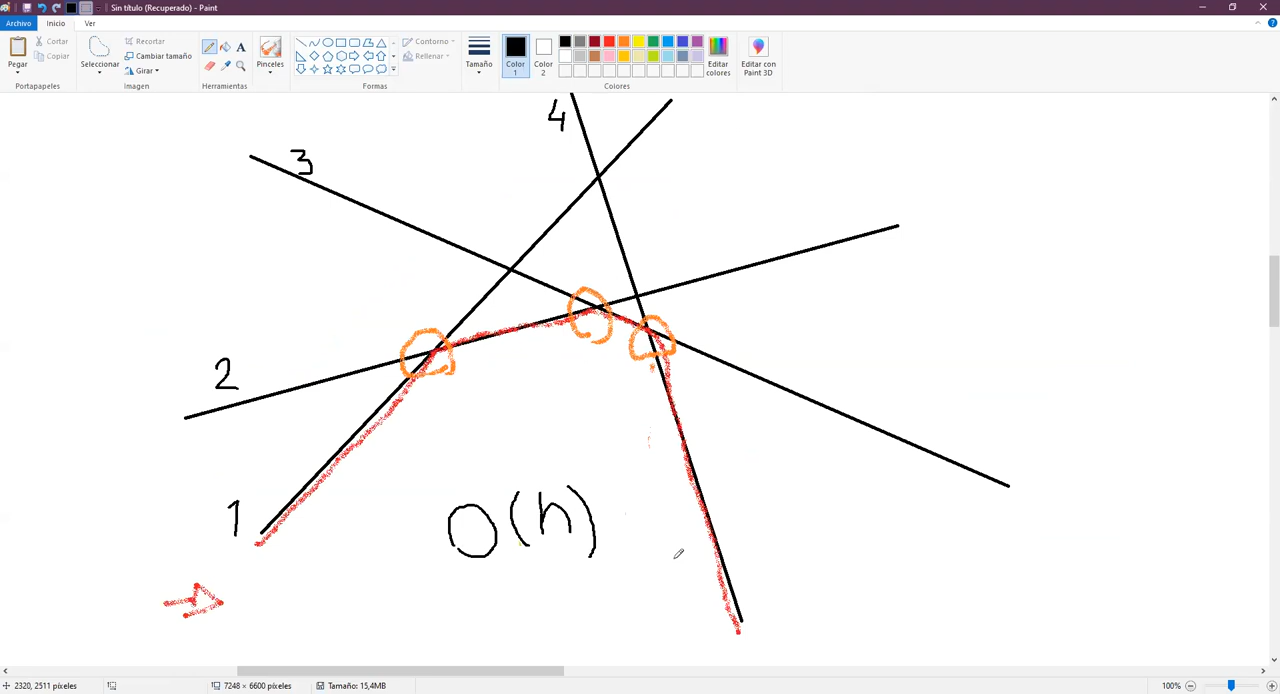 Sin título (Recuperado) - Paint
Archivo Inicio Ver
Pegar
Cortar
Copiar
Portapapeles
Seleccionar
Recortar
Cambiar tamaño
Girar
Imagen
A
Herramientas
Pinceles
Contorno
Rellenar
Formas
Tamaño
Color 1
Color 2
Editar colores
Editar con Paint 3D
Colores
4
3
2
1
O(n)
2320, 2511 píxeles
7248 × 6600 píxeles
Tamaño: 15,4MB
100%